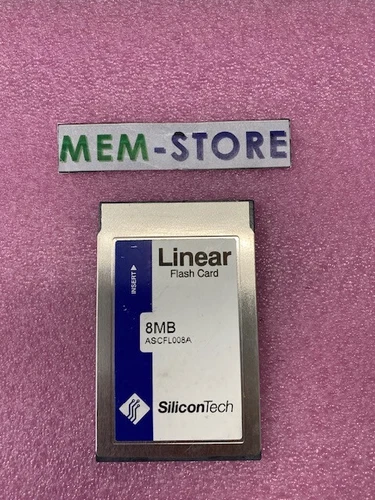 MEM-STORE
Linear
Flash Card
INSERT
8MB
ASCFL008A
SiliconTech